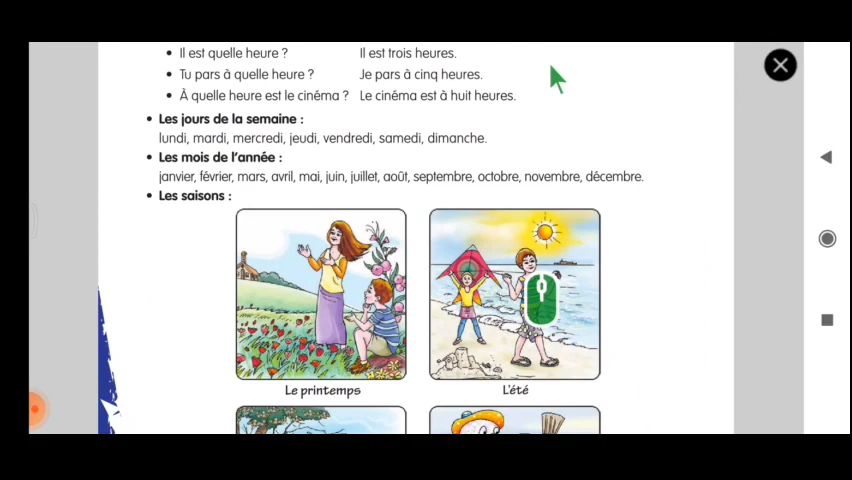 • Il est quelle heure ? Il est trois heures.
• Tu pars à quelle heure ? Je pars à cinq heures.
• À quelle heure est le cinéma ? Le cinéma est à huit heures.
• Les jours de la semaine :
lundi, mardi, mercredi, jeudi, vendredi, samedi, dimanche.
• Les mois de l'année :
janvier, février, mars, avril, mai, juin, juillet, août, septembre, octobre, novembre, décembre.
• Les saisons :
Le printemps L'été